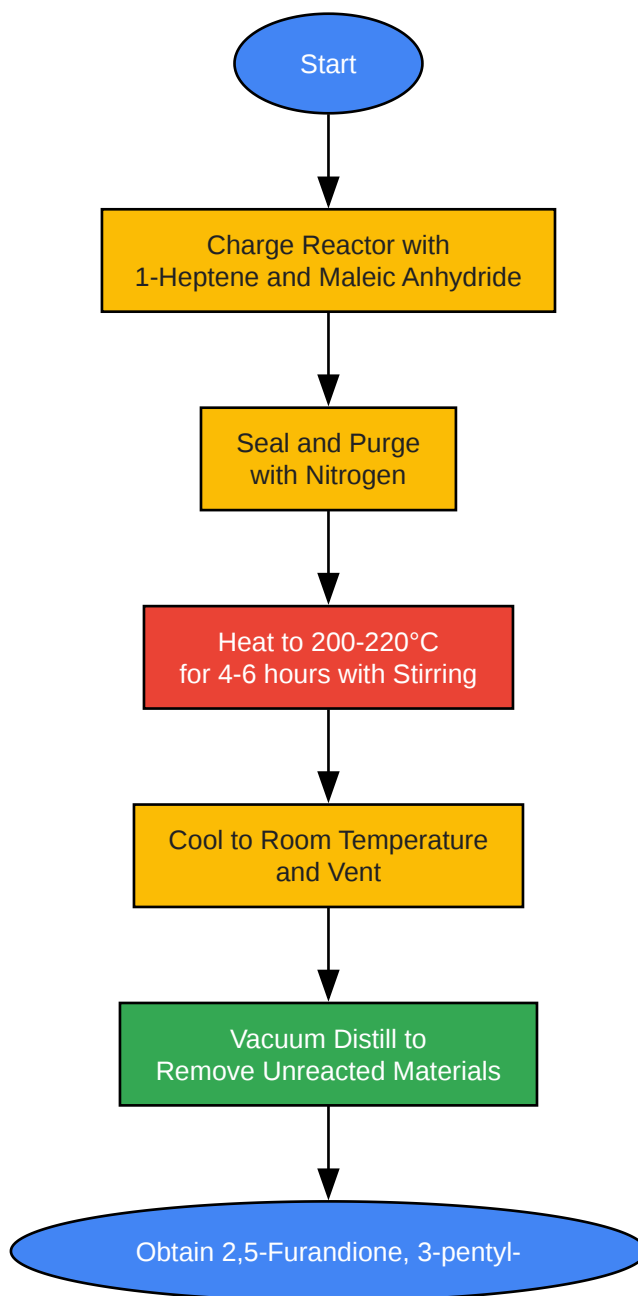 Start
Charge Reactor with
1-Heptene and Maleic Anhydride
Seal and Purge
with Nitrogen
Heat to 200-220°C
for 4-6 hours with Stirring
Cool to Room Temperature
and Vent
Vacuum Distill to
Remove Unreacted Materials
Obtain 2,5-Furandione, 3-pentyl-